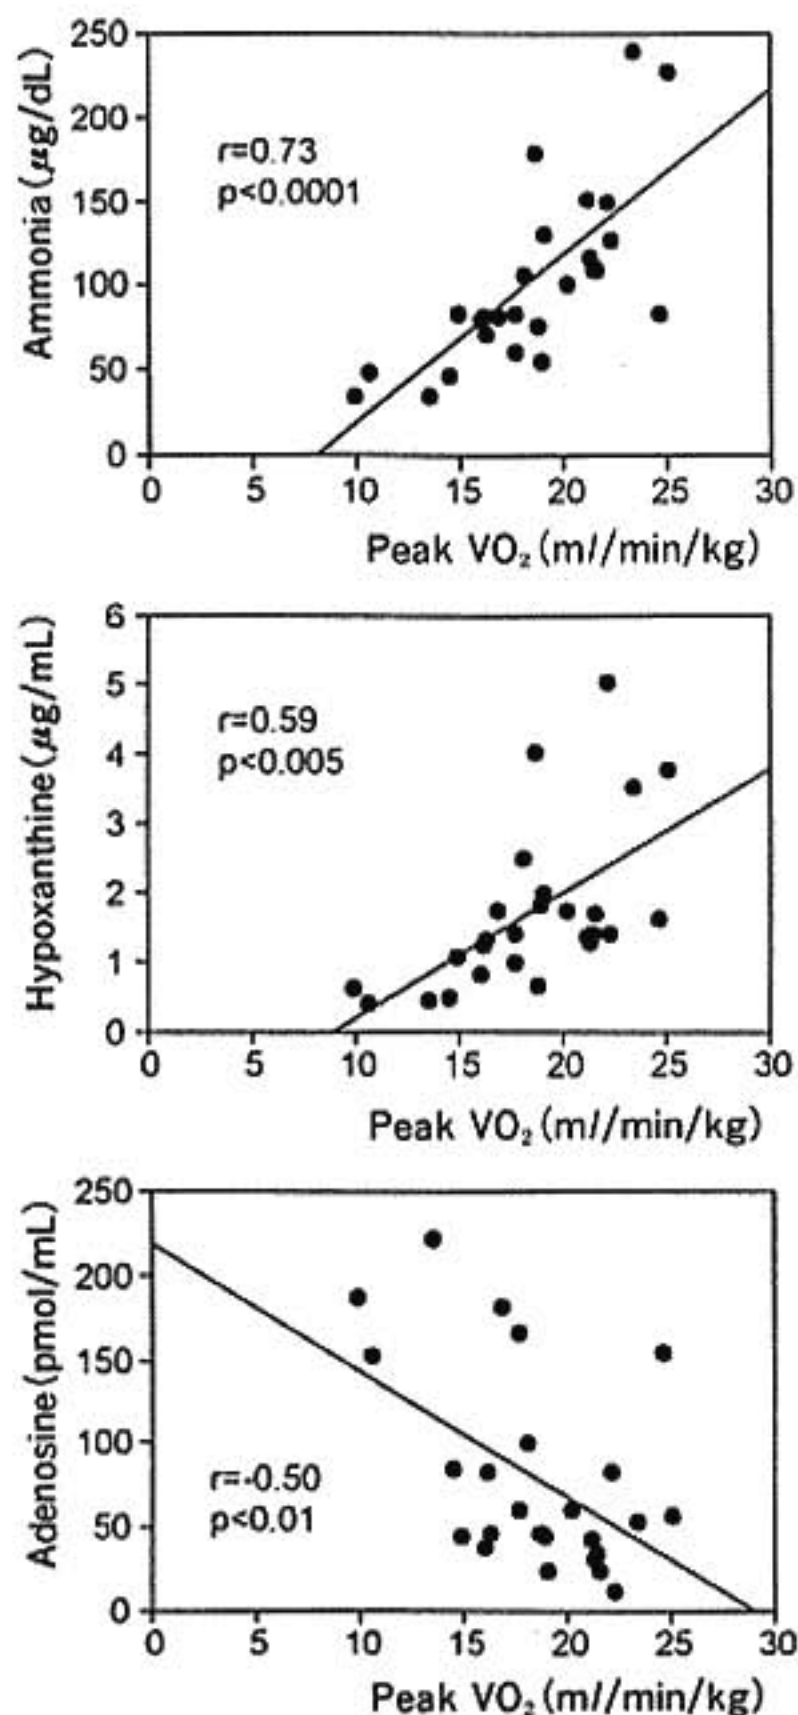 250
200
150
100
50
0
Ammonia (μg/dL)
r=0.73
p<0.0001
0 5 10 15 20 25 30
Peak VO₂ (ml/min/kg)
6
5
4
3
2
1
0
Hypoxanthine (μg/mL)
r=0.59
p<0.005
0 5 10 15 20 25 30
Peak VO₂ (ml/min/kg)
250
200
150
100
50
0
Adenosine (pmol/mL)
r=-0.50
p<0.01
0 5 10 15 20 25 30
Peak VO₂ (ml/min/kg)